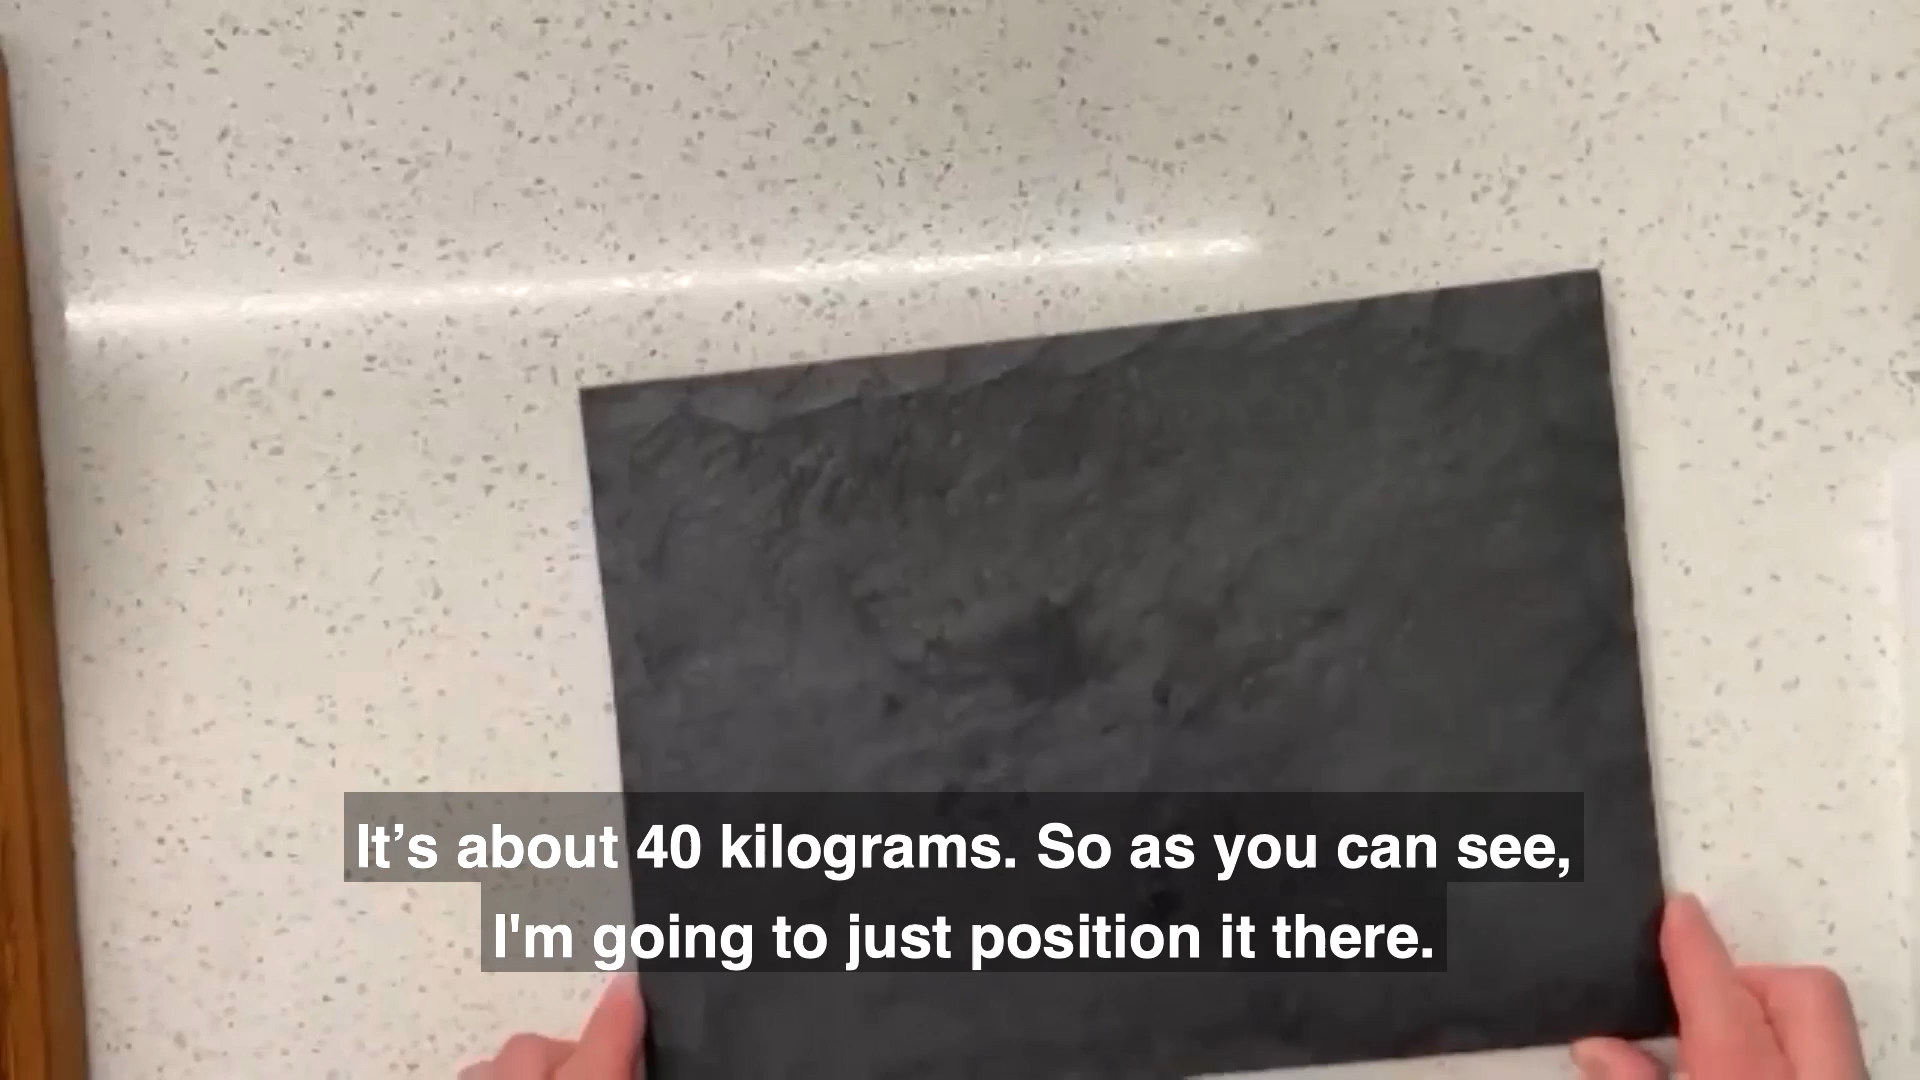 It’s about 40 kilograms. So as you can see,
I'm going to just position it there.